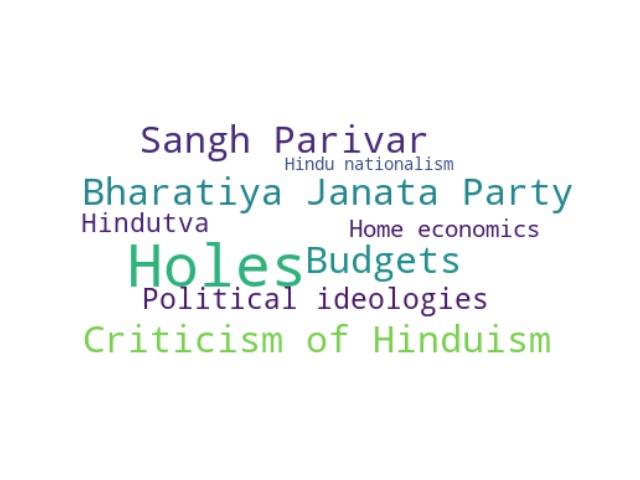 Sangh Parivar
Hindu nationalism
Bharatiya Janata Party
Hindutva
Home economics
Holes
Budgets
Political ideologies
Criticism of Hinduism